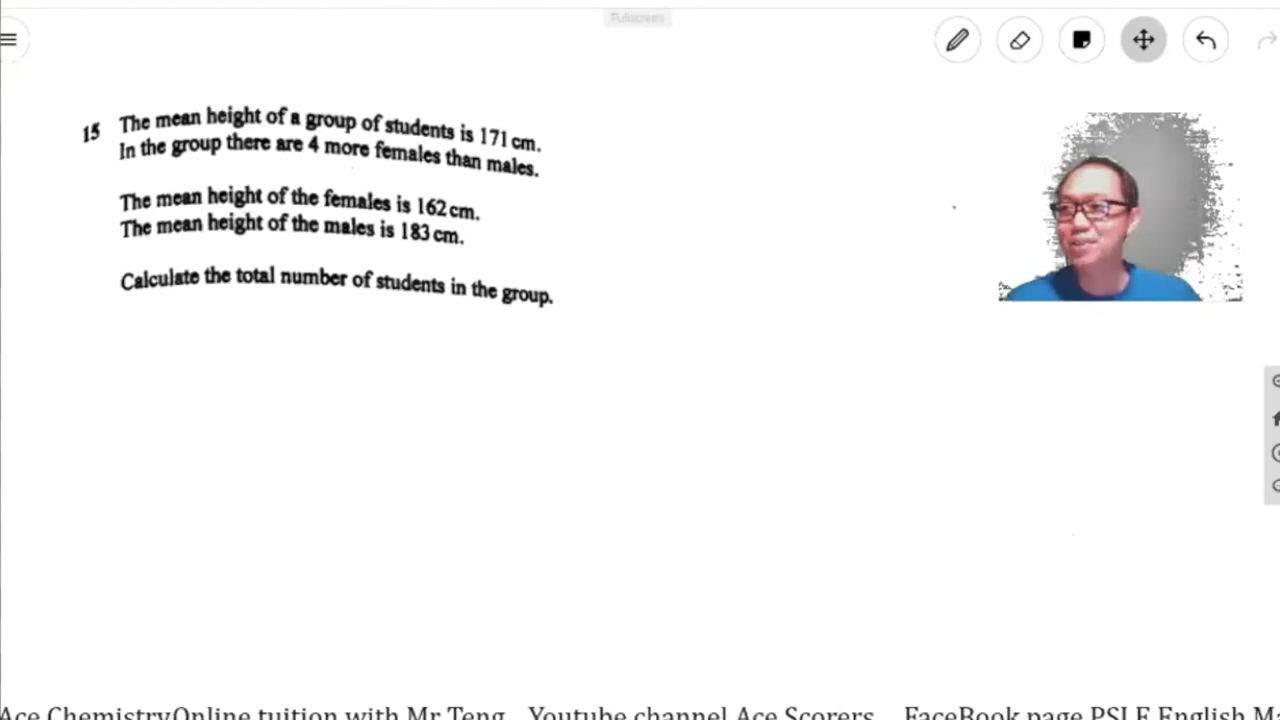 Fullscreen
15 The mean height of a group of students is 171 cm.
In the group there are 4 more females than males.
The mean height of the females is 162 cm.
The mean height of the males is 183 cm.
Calculate the total number of students in the group.
Ace ChemistryOnline tuition with Mr Teng Youtube channel Ace Scorers FaceBook page PSLE English Ma